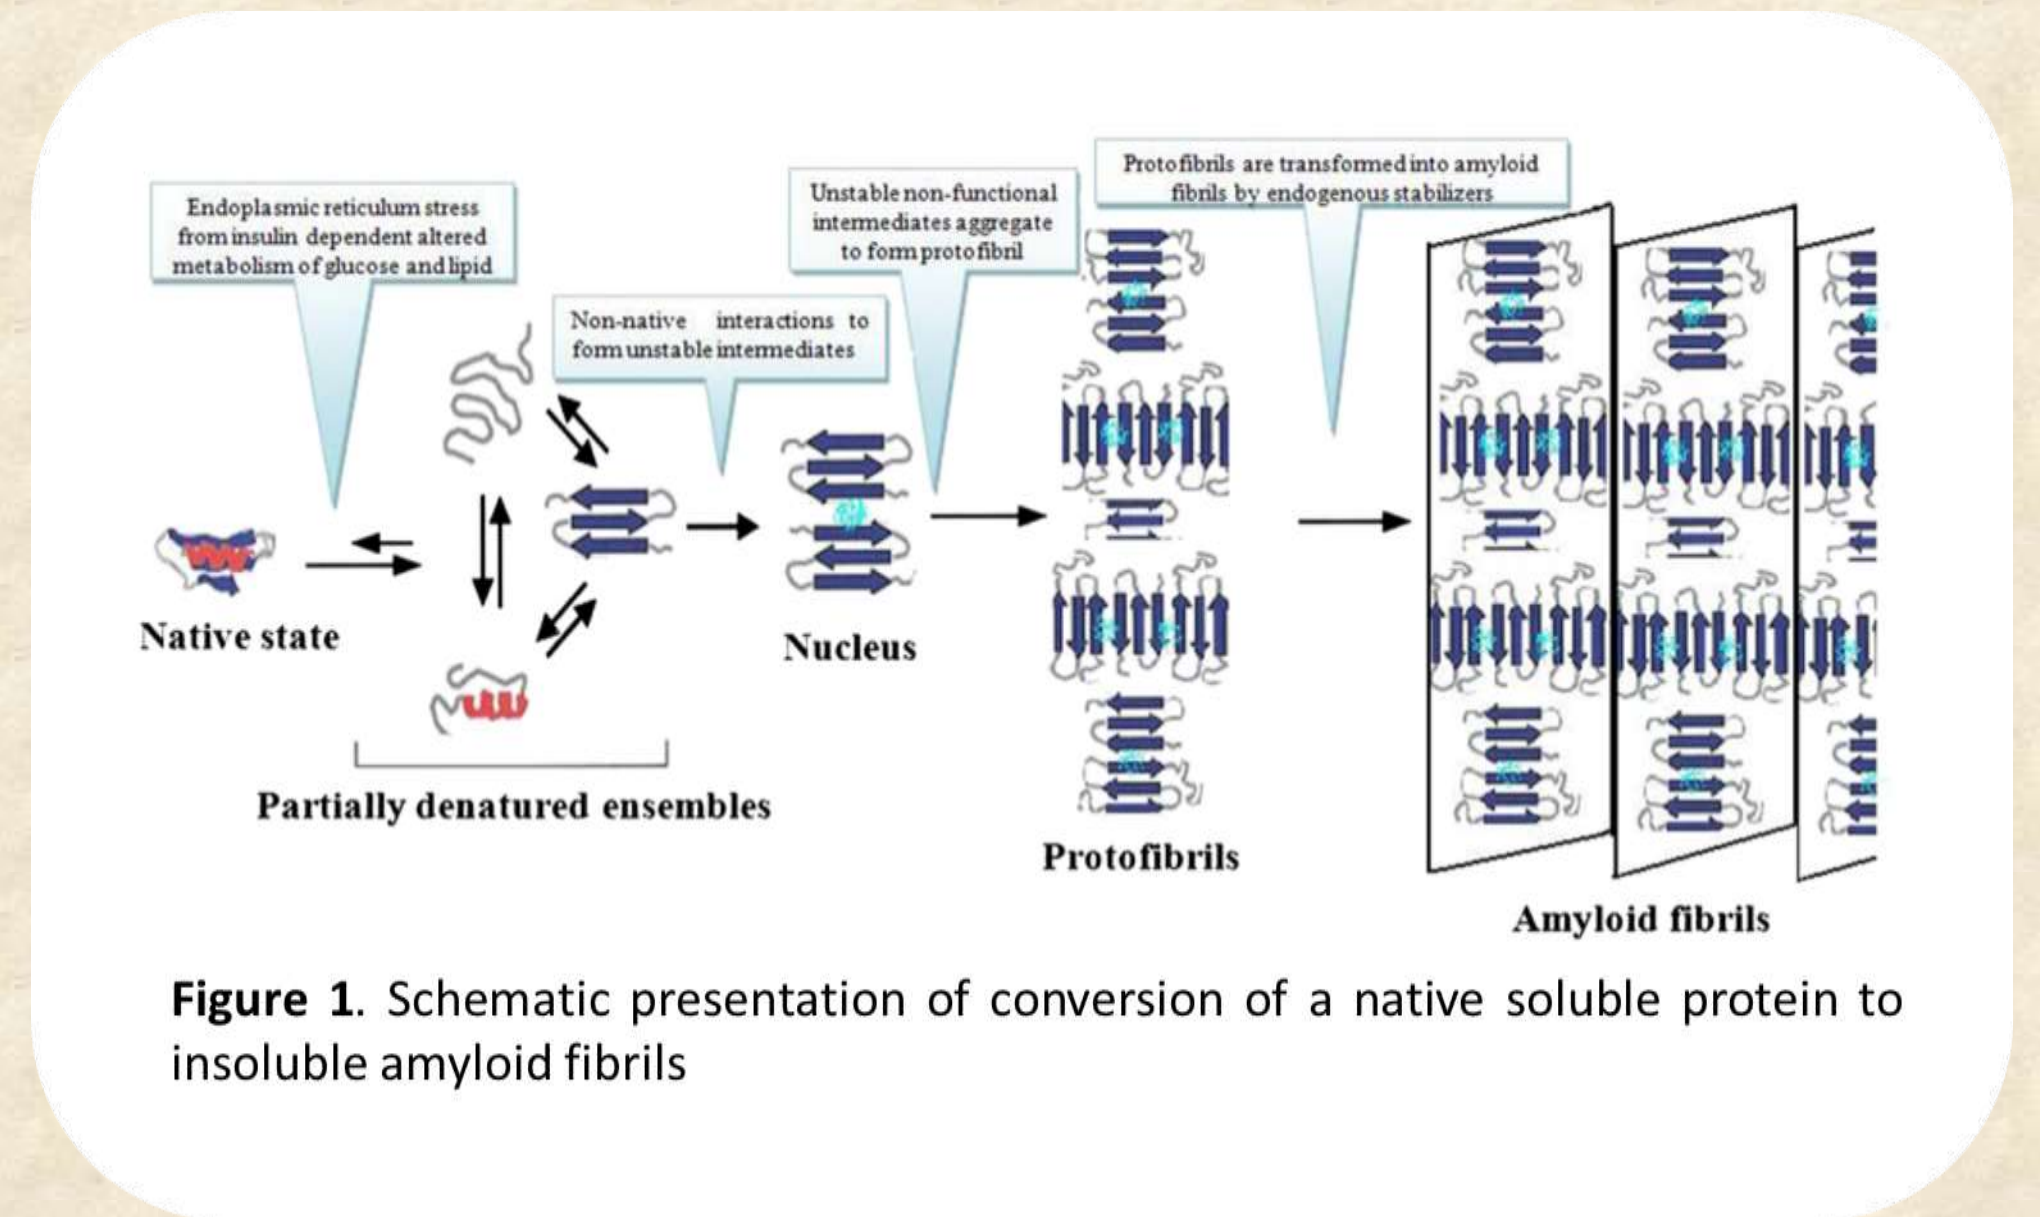 Endoplasmic reticulum stress
from insulin dependent altered
metabolism of glucose and lipid
Non-native interactions to
form unstable intermediates
Unstable non-functional
intermediates aggregate
to form protofibril
Protofibrils are transformed into amyloid
fibrils by endogenous stabilizers
Native state
Partially denatured ensembles
Nucleus
Protofibrils
Amyloid fibrils
Figure 1. Schematic presentation of conversion of a native soluble protein to
insoluble amyloid fibrils